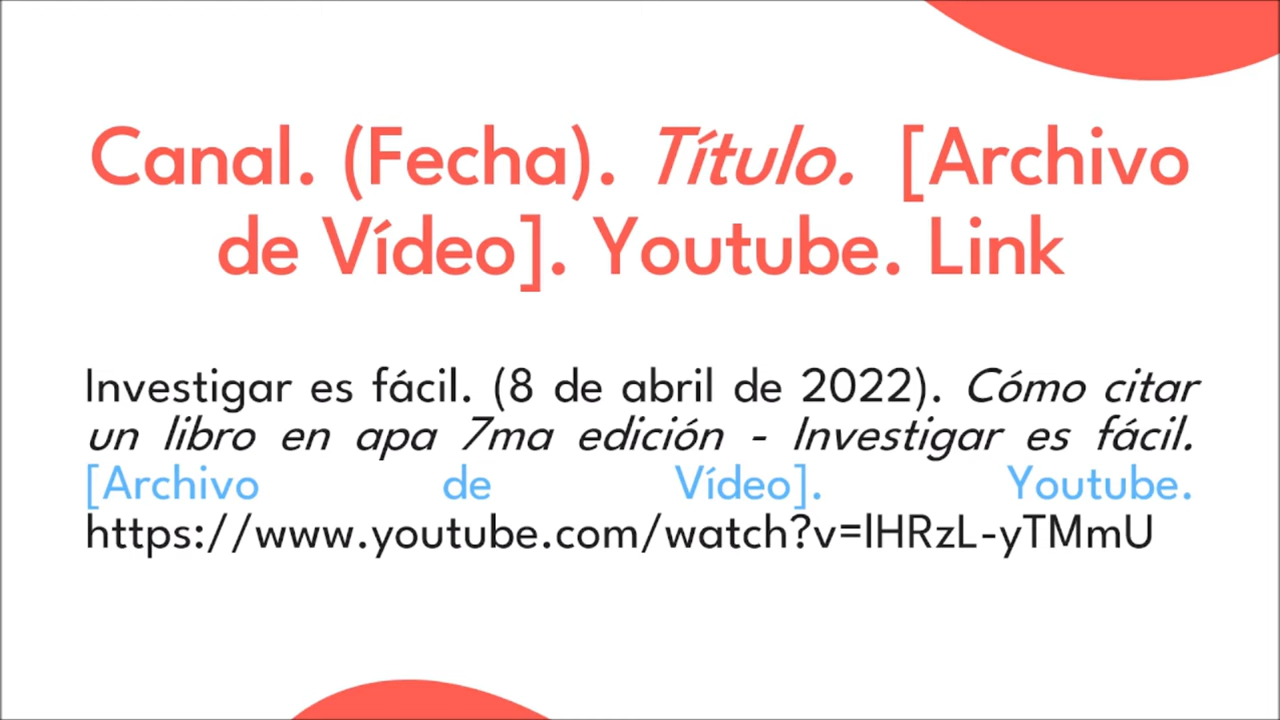 Canal. (Fecha). Título. [Archivo
de Vídeo]. Youtube. Link
Investigar es fácil. (8 de abril de 2022). Cómo citar
un libro en apa 7ma edición - Investigar es fácil.
[Archivo de Vídeo]. Youtube.
https://www.youtube.com/watch?v=lHRzL-yTMmU